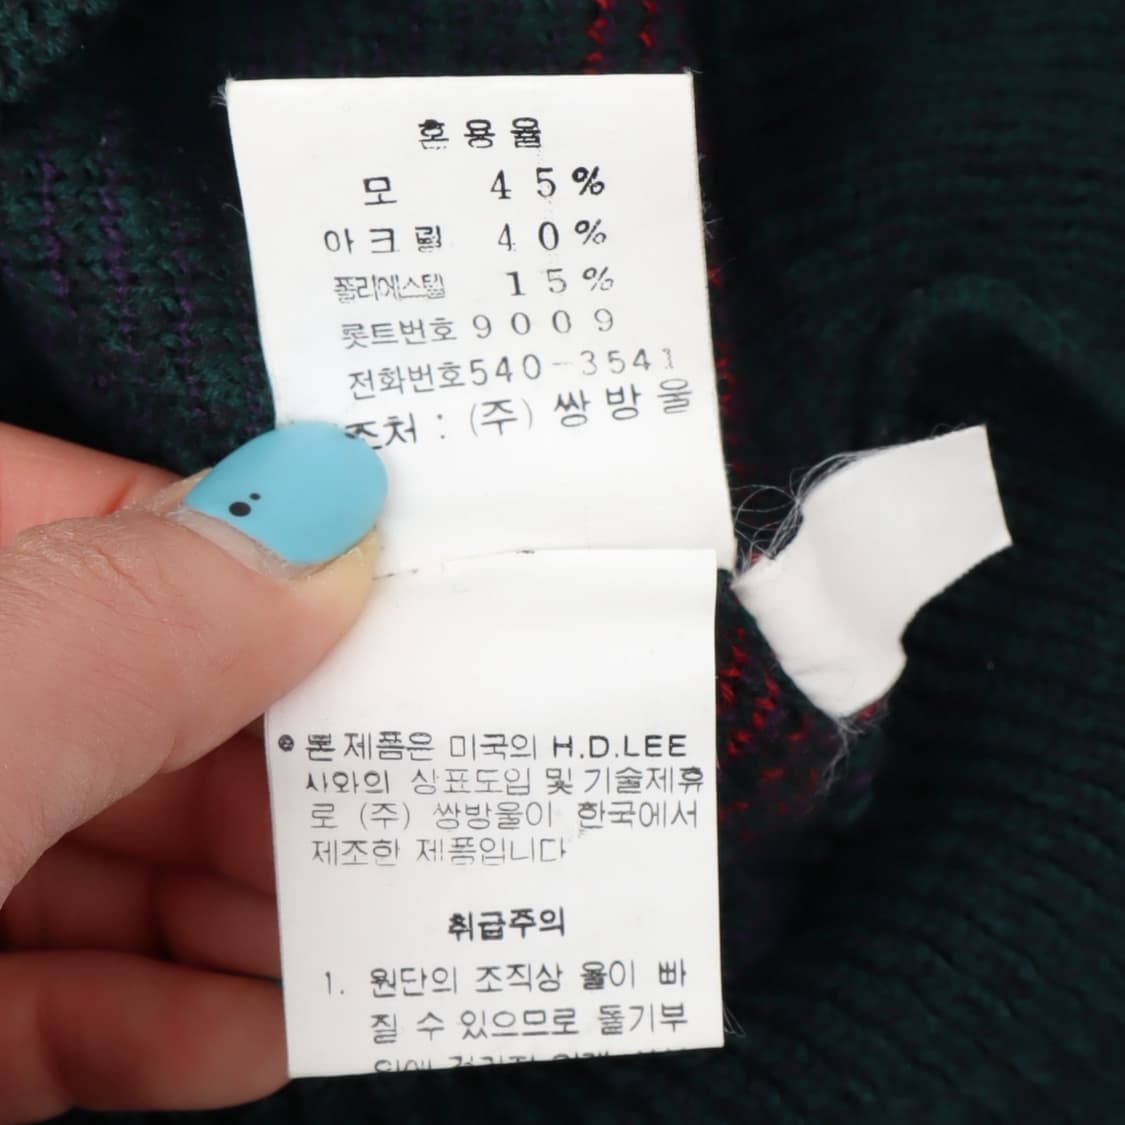 혼용율
모 45%
아크릴 40%
폴리에스텔 15%
롯트번호 9009
전화번호 540-3541
조처 : (주) 쌍방울
본 제품은 미국의 H.D.LEE
사와의 상표도입 및 기술제휴
로 (주) 쌍방울이 한국에서
제조한 제품입니다
취급주의
1. 원단의 조직상 올이 빠
질 수 있으므로 돌기부